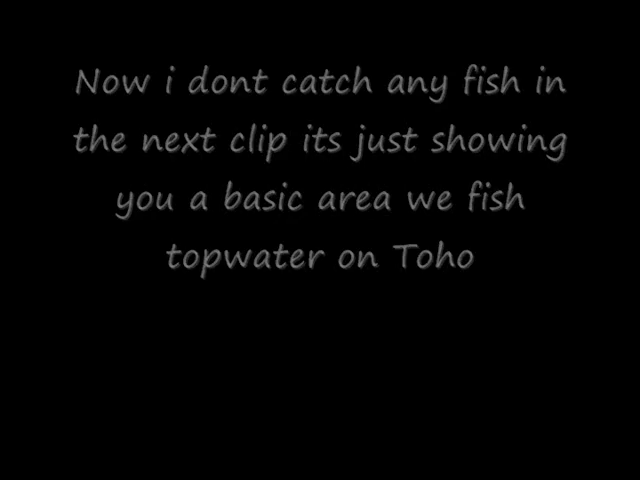 Now i dont catch any fish in
the next clip its just showing
you a basic area we fish
topwater on Toho